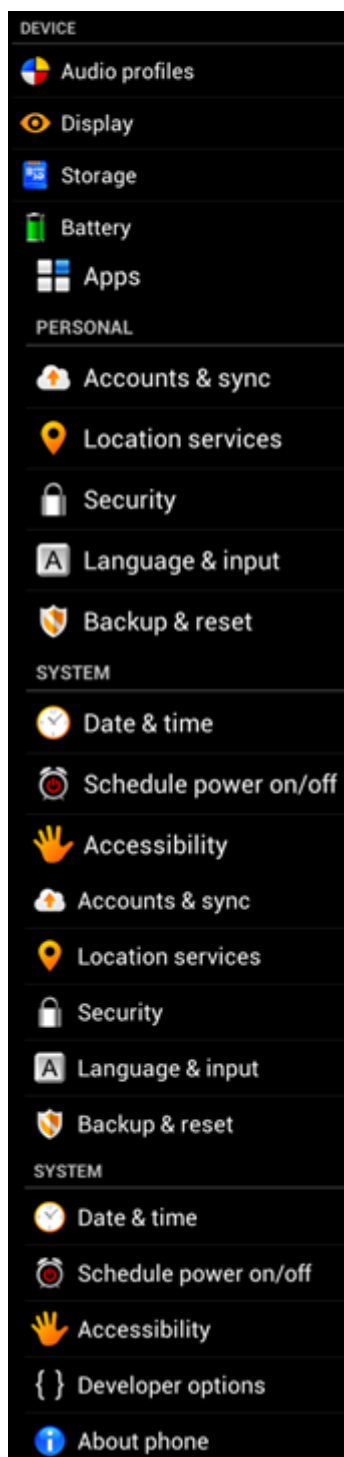 DEVICE
Audio profiles
Display
Storage
Battery
Apps
PERSONAL
Accounts & sync
Location services
Security
A Language & input
Backup & reset
SYSTEM
Date & time
Schedule power on/off
Accessibility
Accounts & sync
Location services
Security
A Language & input
Backup & reset
SYSTEM
Date & time
Schedule power on/off
Accessibility
{ } Developer options
About phone